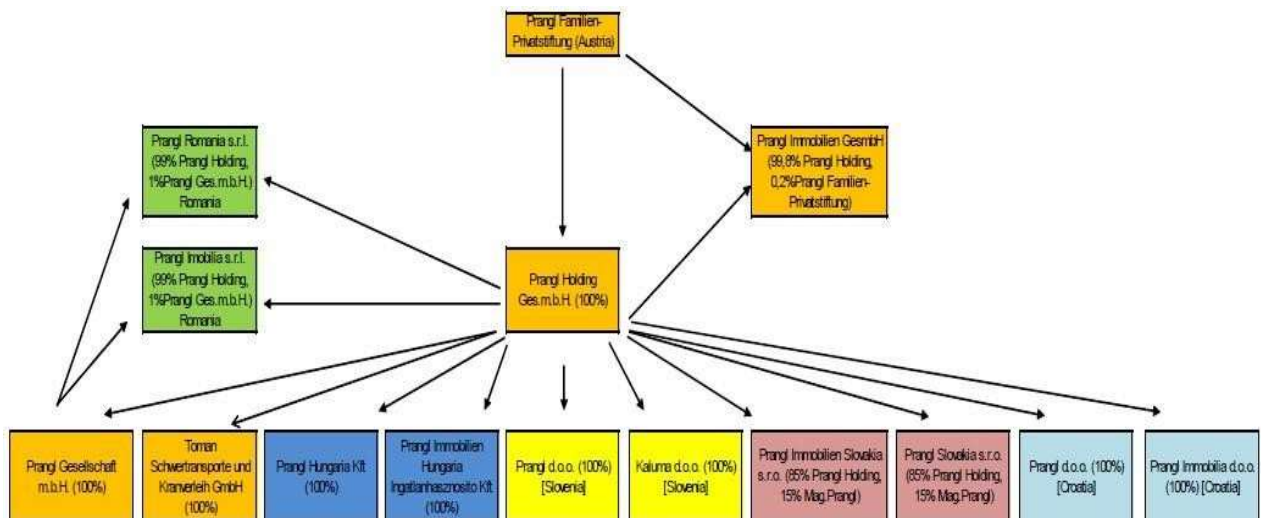 Prangl Familien-
Privatstiftung (Austria)
Prangl Romania s.r.l.
(99% Prangl Holding,
1%Prangl Ges.m.b.H.)
Romania
Prangl Immobilien GesmbH
(99,8% Prangl Holding,
0,2%Prangl Familien-
Privatstiftung)
Prangl Imobilia s.r.l.
(99% Prangl Holding,
1%Prangl Ges.m.b.H.)
Romania
Prangl Holding
Ges.m.b.H. (100%)
Prangl Gesellschaft
m.b.H. (100%)
Toman
Schwertransporte und
Kranverleih GmbH
(100%)
Prangl Hungaria Kft
(100%)
Prangl Immobilien
Hungaria
Ingatlanhasznosito Kft
(100%)
Prangl d.o.o. (100%)
[Slovenia]
Kaluma d.o.o. (100%)
[Slovenia]
Prangl Immobilien Slovakia
s.r.o. (85% Prangl Holding,
15% Mag.Prangl)
Prangl Slovakia s.r.o.
(85% Prangl Holding,
15% Mag.Prangl)
Prangl d.o.o. (100%)
[Croatia]
Prangl Immobilia d.o.o.
(100%) [Croatia]